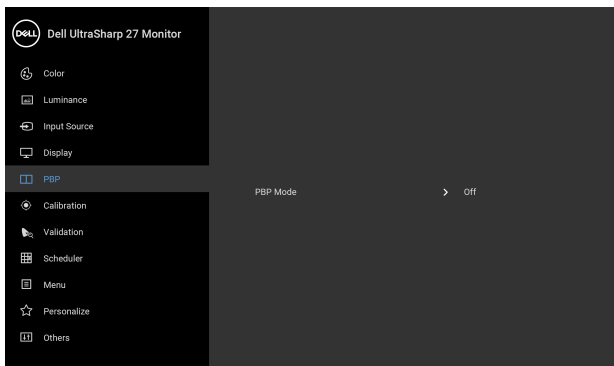 DELL
Dell UltraSharp 27 Monitor
Color
Luminance
Input Source
Display
PBP
PBP Mode
Off
Calibration
Validation
Scheduler
Menu
Personalize
Others